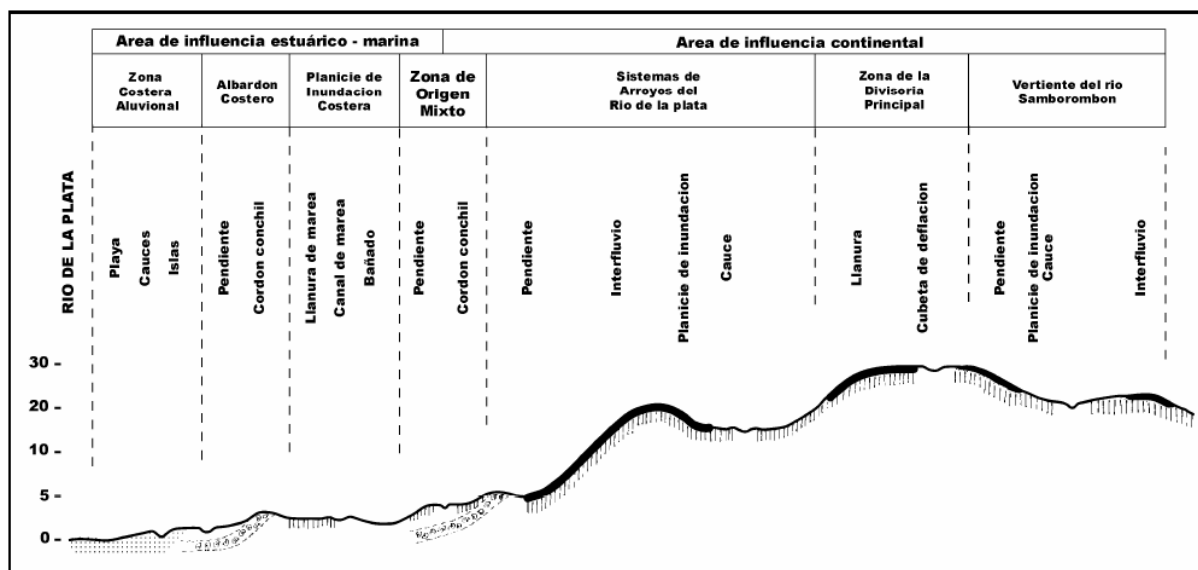 Area de influencia estuárico - marina
Area de influencia continental
Zona
Costera
Aluvional
Albardon
Costero
Planicie de
Inundacion
Costera
Zona de
Origen
Mixto
Sistemas de
Arroyos del
Rio de la plata
Zona de la
Divisoria
Principal
Vertiente del rio
Samborombon
RIO DE LA PLATA
Playa
Cauces
Islas
Pendiente
Cordon conchil
Llanura de marea
Canal de marea
Bañado
Pendiente
Cordon conchil
Pendiente
Interfluvio
Planicie de inundacion
Cauce
Llanura
Cubeta de deflacion
Pendiente
Planicie de inundacion
Cauce
Interfluvio
30 -
20 -
10 -
5 -
0 -